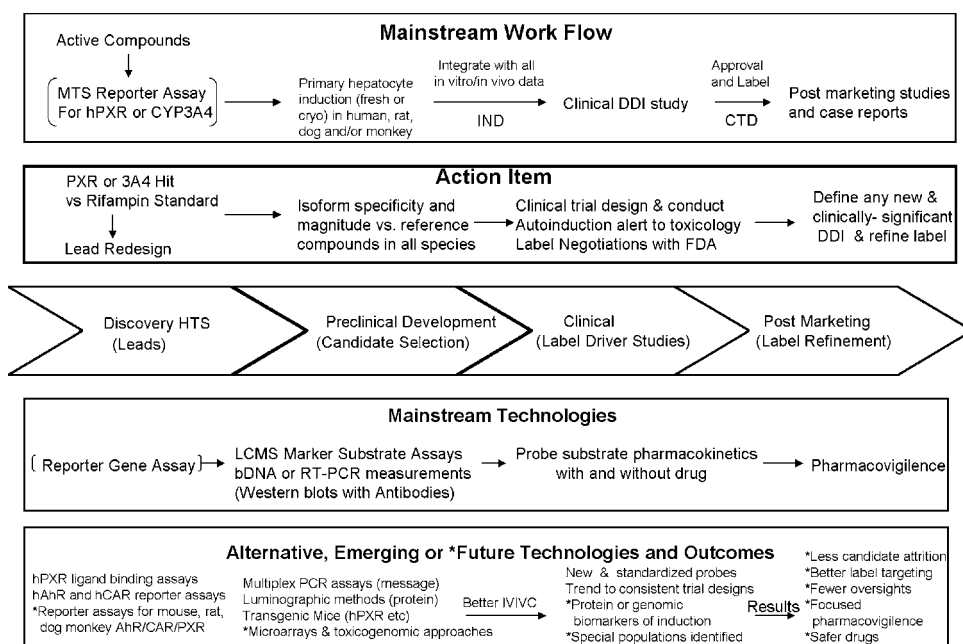 Mainstream Work Flow
Active Compounds
MTS Reporter Assay
For hPXR or CYP3A4
Primary hepatocyte
induction (fresh or
cryo) in human, rat,
dog and/or monkey
Integrate with all
in vitro/in vivo data
IND
Clinical DDI study
Approval
and Label
CTD
Post marketing studies
and case reports
Action Item
PXR or 3A4 Hit
vs Rifampin Standard
Lead Redesign
Isoform specificity and
magnitude vs. reference
compounds in all species
Clinical trial design & conduct
Autoinduction alert to toxicology
Label Negotiations with FDA
Define any new &
clinically- significant
DDI & refine label
Discovery HTS
(Leads)
Preclinical Development
(Candidate Selection)
Clinical
(Label Driver Studies)
Post Marketing
(Label Refinement)
Mainstream Technologies
( Reporter Gene Assay )
LCMS Marker Substrate Assays
bDNA or RT-PCR measurements
(Western blots with Antibodies)
Probe substrate pharmacokinetics
with and without drug
Pharmacovigilence
Alternative, Emerging or *Future Technologies and Outcomes
hPXR ligand binding assays
hAhR and hCAR reporter assays
*Reporter assays for mouse, rat,
dog monkey AhR/CAR/PXR
Multiplex PCR assays (message)
Luminographic methods (protein)
Transgenic Mice (hPXR etc)
*Microarrays & toxicogenomic approaches
Better IVIVC
New & standardized probes
Trend to consistent trial designs
*Protein or genomic
biomarkers of induction
*Special populations identified
Results
*Less candidate attrition
*Better label targeting
*Fewer oversights
*Focused
pharmacovigilence
*Safer drugs